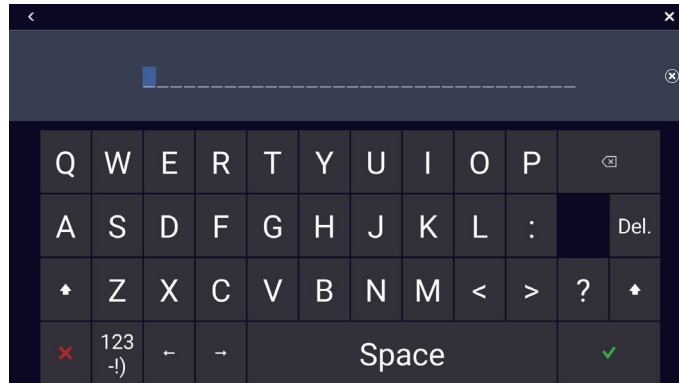 Q W E R T Y U I O P
A S D F G H J K L : Del.
Z X C V B N M < > ?
123
-!) Space